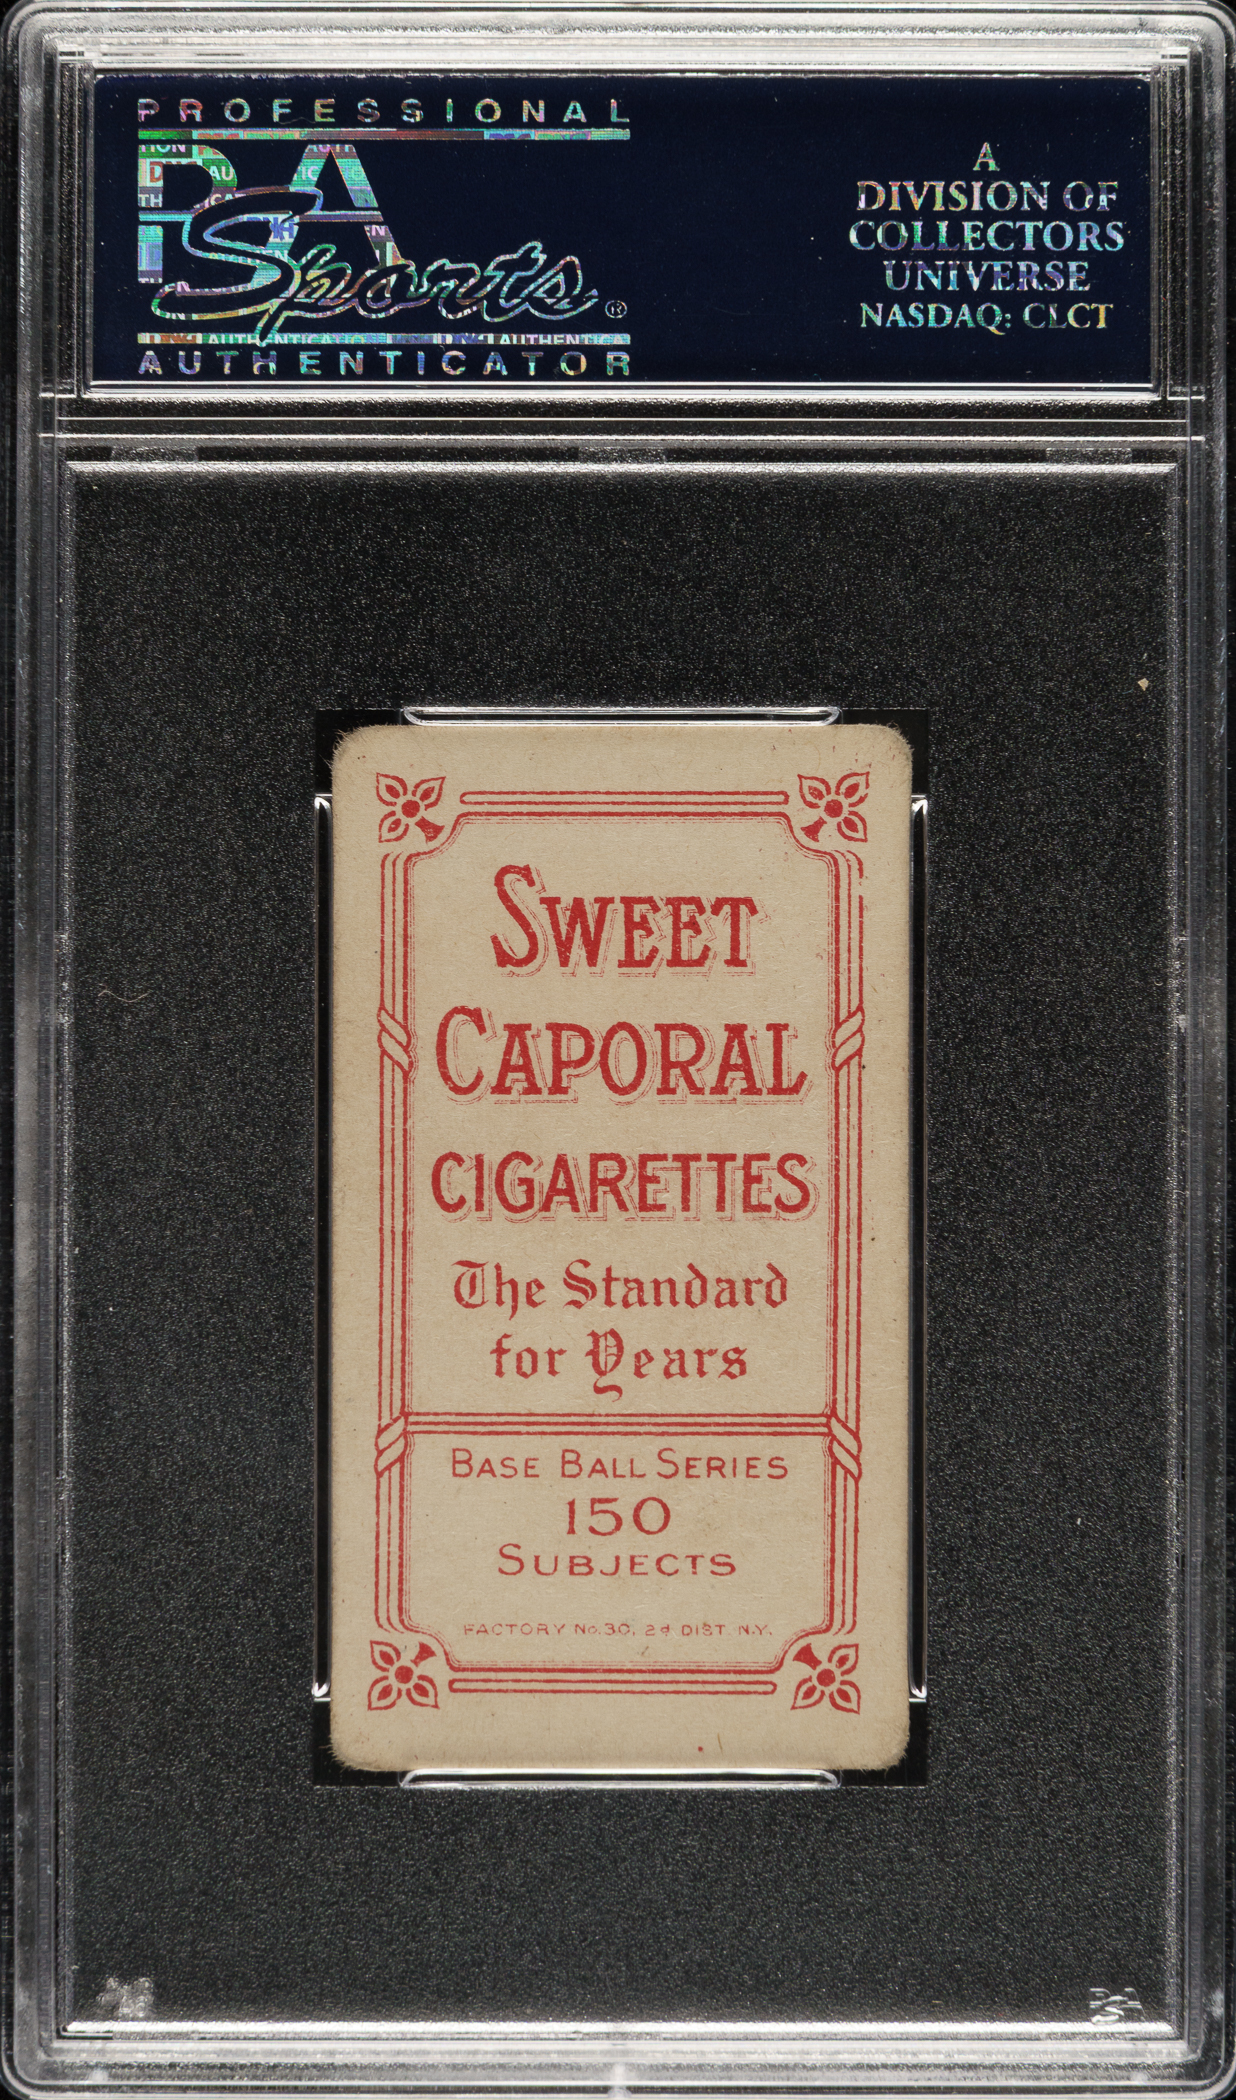 PROFESSIONAL
PSA
Sports®
AUTHENTICATOR
A
DIVISION OF
COLLECTORS
UNIVERSE
NASDAQ: CLCT
SWEET
CAPORAL
CIGARETTES
The Standard
for Years
BASE BALL SERIES
150
SUBJECTS
FACTORY No. 30, 2d DIST. N.Y.
PSA